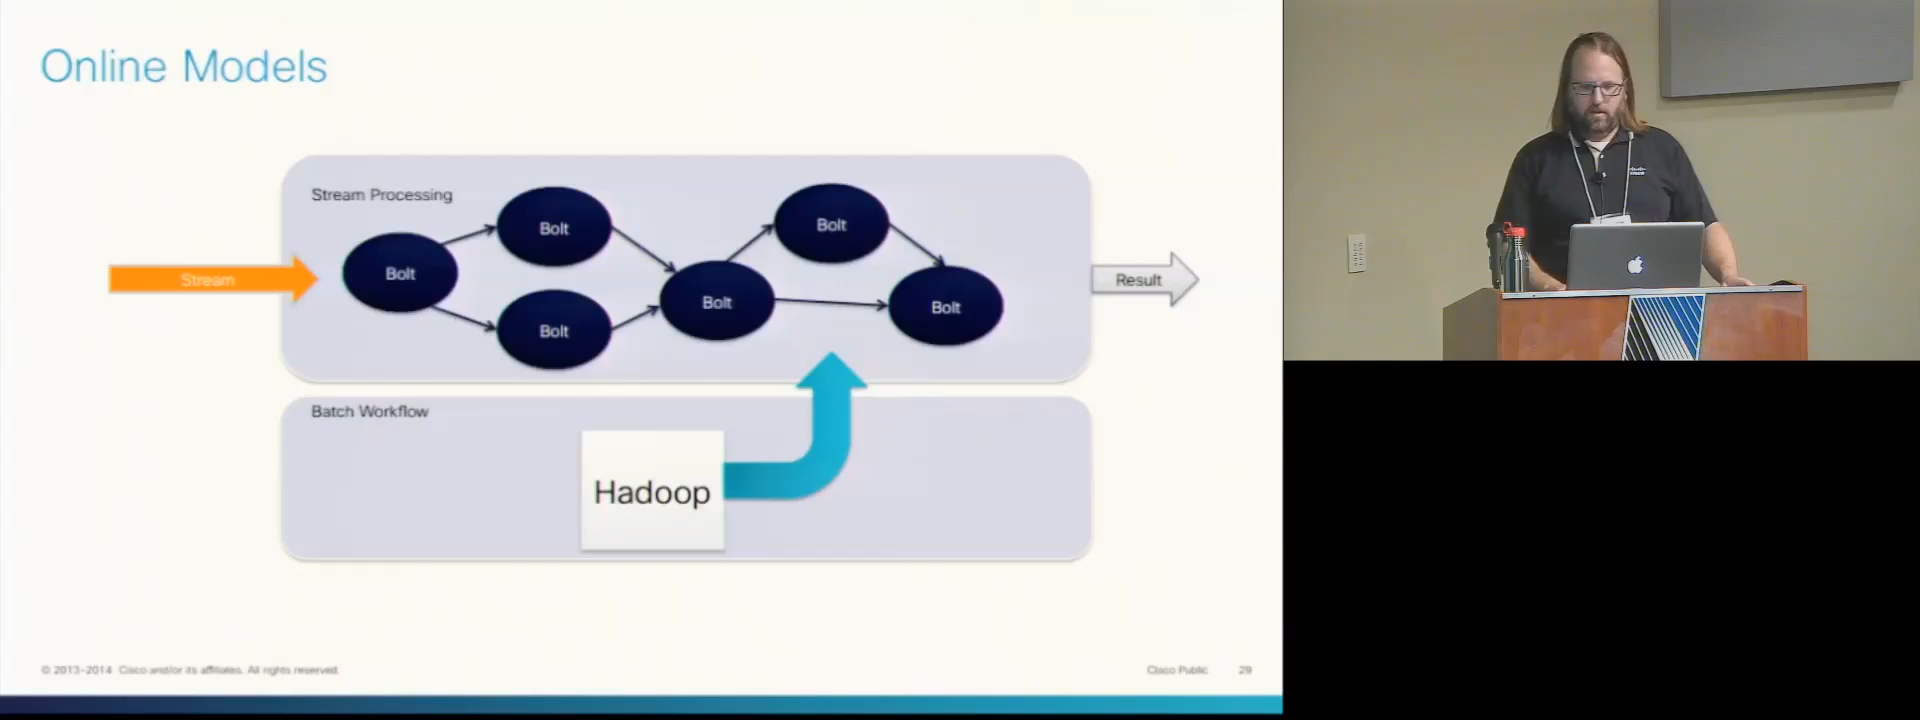 Online Models
Stream Processing
Bolt
Bolt
Bolt
Bolt
Bolt
Bolt
Stream
Result
Batch Workflow
Hadoop
© 2013-2014 Cisco and/or its affiliates. All rights reserved.
Cisco Public 29